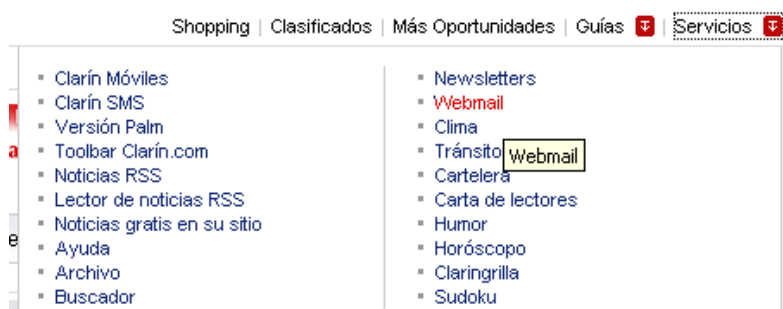 Shopping | Clasificados | Más Oportunidades | Guías | Servicios
Clarín Móviles
Clarín SMS
Versión Palm
Toolbar Clarín.com
Noticias RSS
Lector de noticias RSS
Noticias gratis en su sitio
Ayuda
Archivo
Buscador
Newsletters
Webmail
Clima
Tránsito
Webmail
Cartelera
Carta de lectores
Humor
Horóscopo
Claringrilla
Sudoku